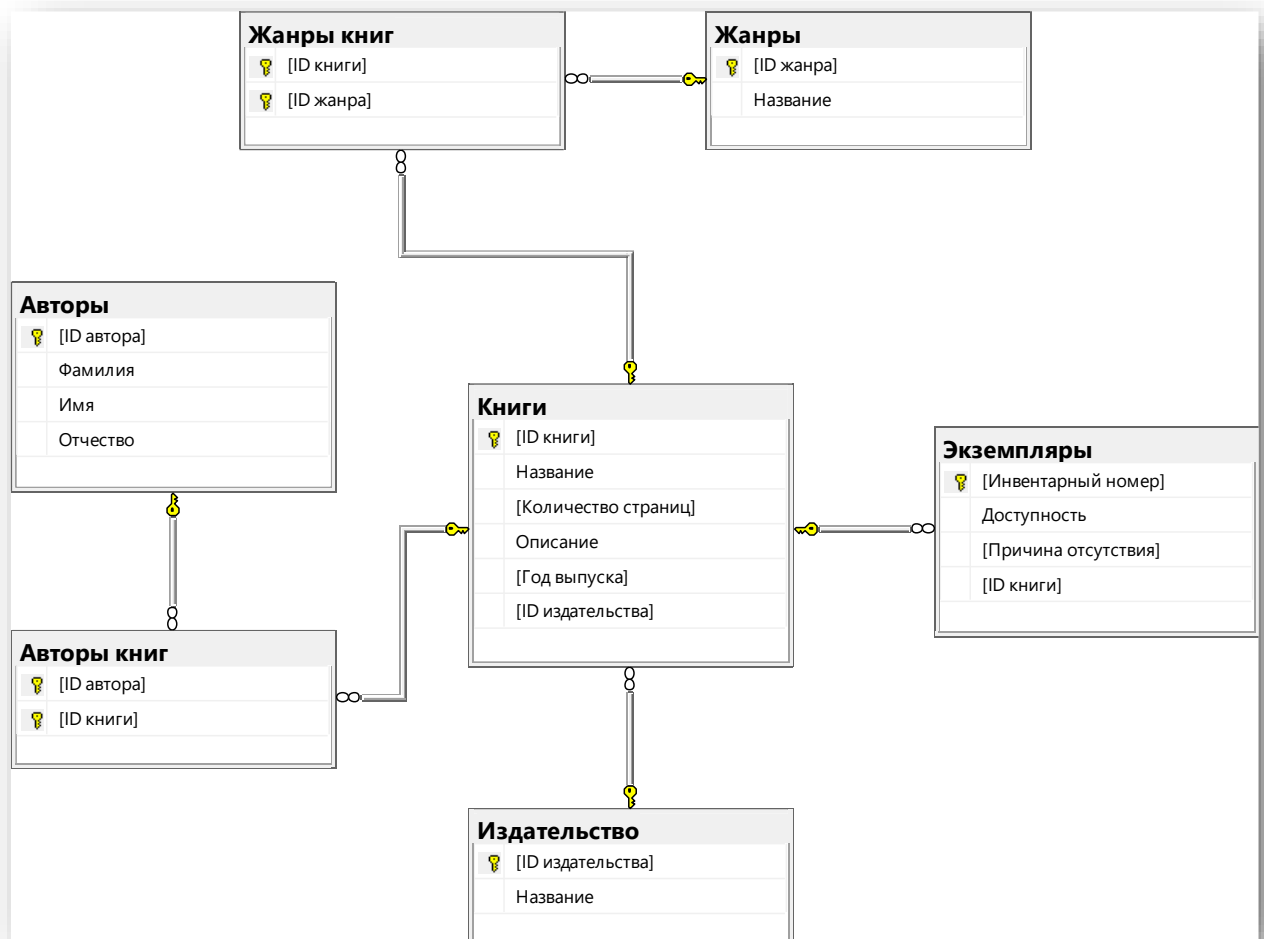 Жанры книг
[ID книги]
[ID жанра]
Жанры
[ID жанра]
Название
Авторы
[ID автора]
Фамилия
Имя
Отчество
Книги
[ID книги]
Название
[Количество страниц]
Описание
[Год выпуска]
[ID издательства]
Экземпляры
[Инвентарный номер]
Доступность
[Причина отсутствия]
[ID книги]
Авторы книг
[ID автора]
[ID книги]
Издательство
[ID издательства]
Название